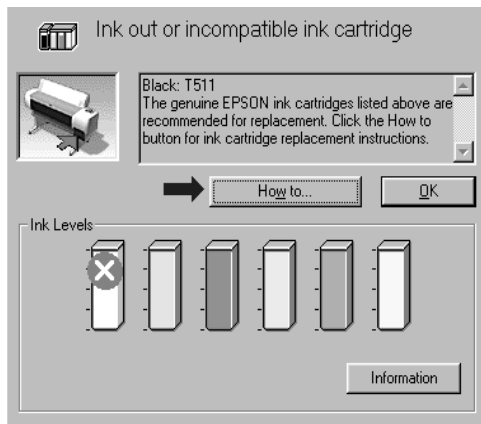 Ink out or incompatible ink cartridge
Black: T511
The genuine EPSON ink cartridges listed above are
recommended for replacement. Click the How to
button for ink cartridge replacement instructions.
How to...
OK
Ink Levels
Information